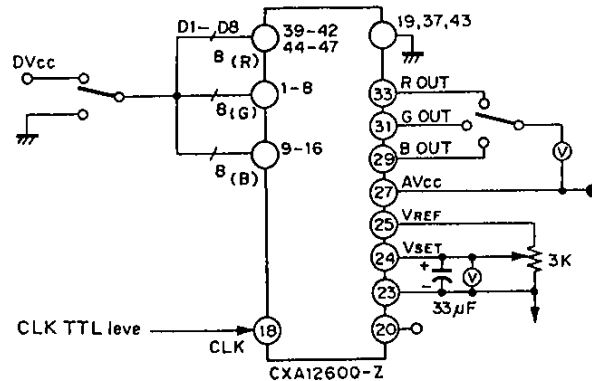 D1-,D8
8 (R)
39-42
44-47
19,37,43
DVcc
8 (G)
1-8
8 (B)
9-16
33 R OUT
31 G OUT
29 B OUT
V
27 AVcc
25 VREF
24 VSET
3K
+
-
V
33µF
23
CLK TTL leve
18
CLK
20
CXA1260Q-Z